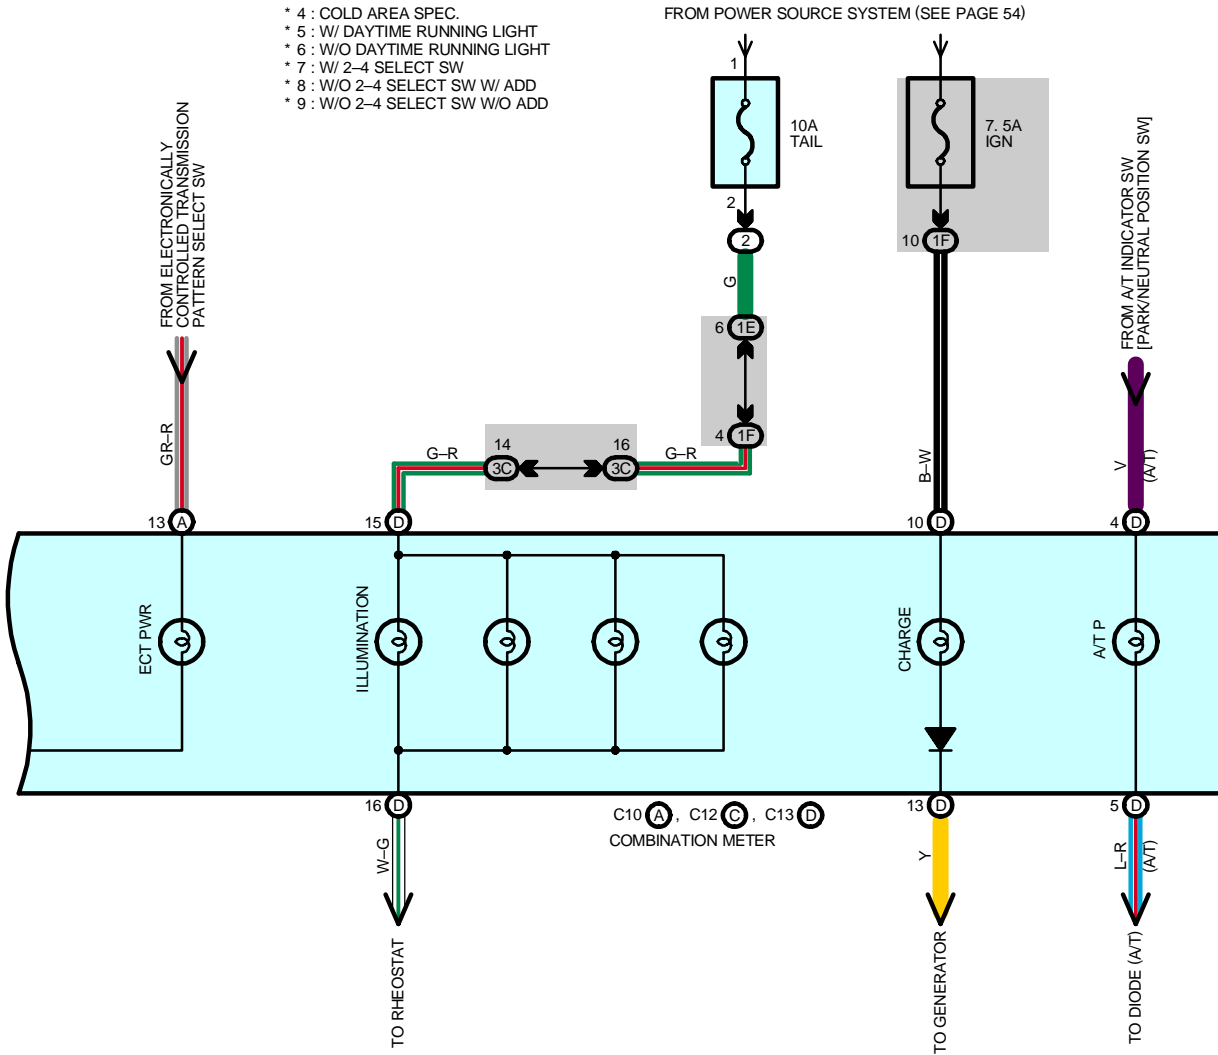 * 4 : COLD AREA SPEC.
* 5 : W/ DAYTIME RUNNING LIGHT
* 6 : W/O DAYTIME RUNNING LIGHT
* 7 : W/ 2–4 SELECT SW
* 8 : W/O 2–4 SELECT SW W/ ADD
* 9 : W/O 2–4 SELECT SW W/O ADD
FROM POWER SOURCE SYSTEM (SEE PAGE 54)
1
10A
TAIL
2
2
G
6 1E
4 1F
7. 5A
IGN
10 1F
B–W
FROM ELECTRONICALLY
CONTROLLED TRANSMISSION
PATTERN SELECT SW
GR–R
FROM A/T INDICATOR SW
[PARK/NEUTRAL POSITION SW]
V
(A/T)
G–R
14
3C
16
3C
G–R
13 A
15 D
10 D
4 D
ECT PWR
ILLUMINATION
CHARGE
A/T P
16 D
C10 A , C12 C , C13 D
COMBINATION METER
13 D
5 D
W–G
Y
L–R
(A/T)
TO RHEOSTAT
TO GENERATOR
TO DIODE (A/T)